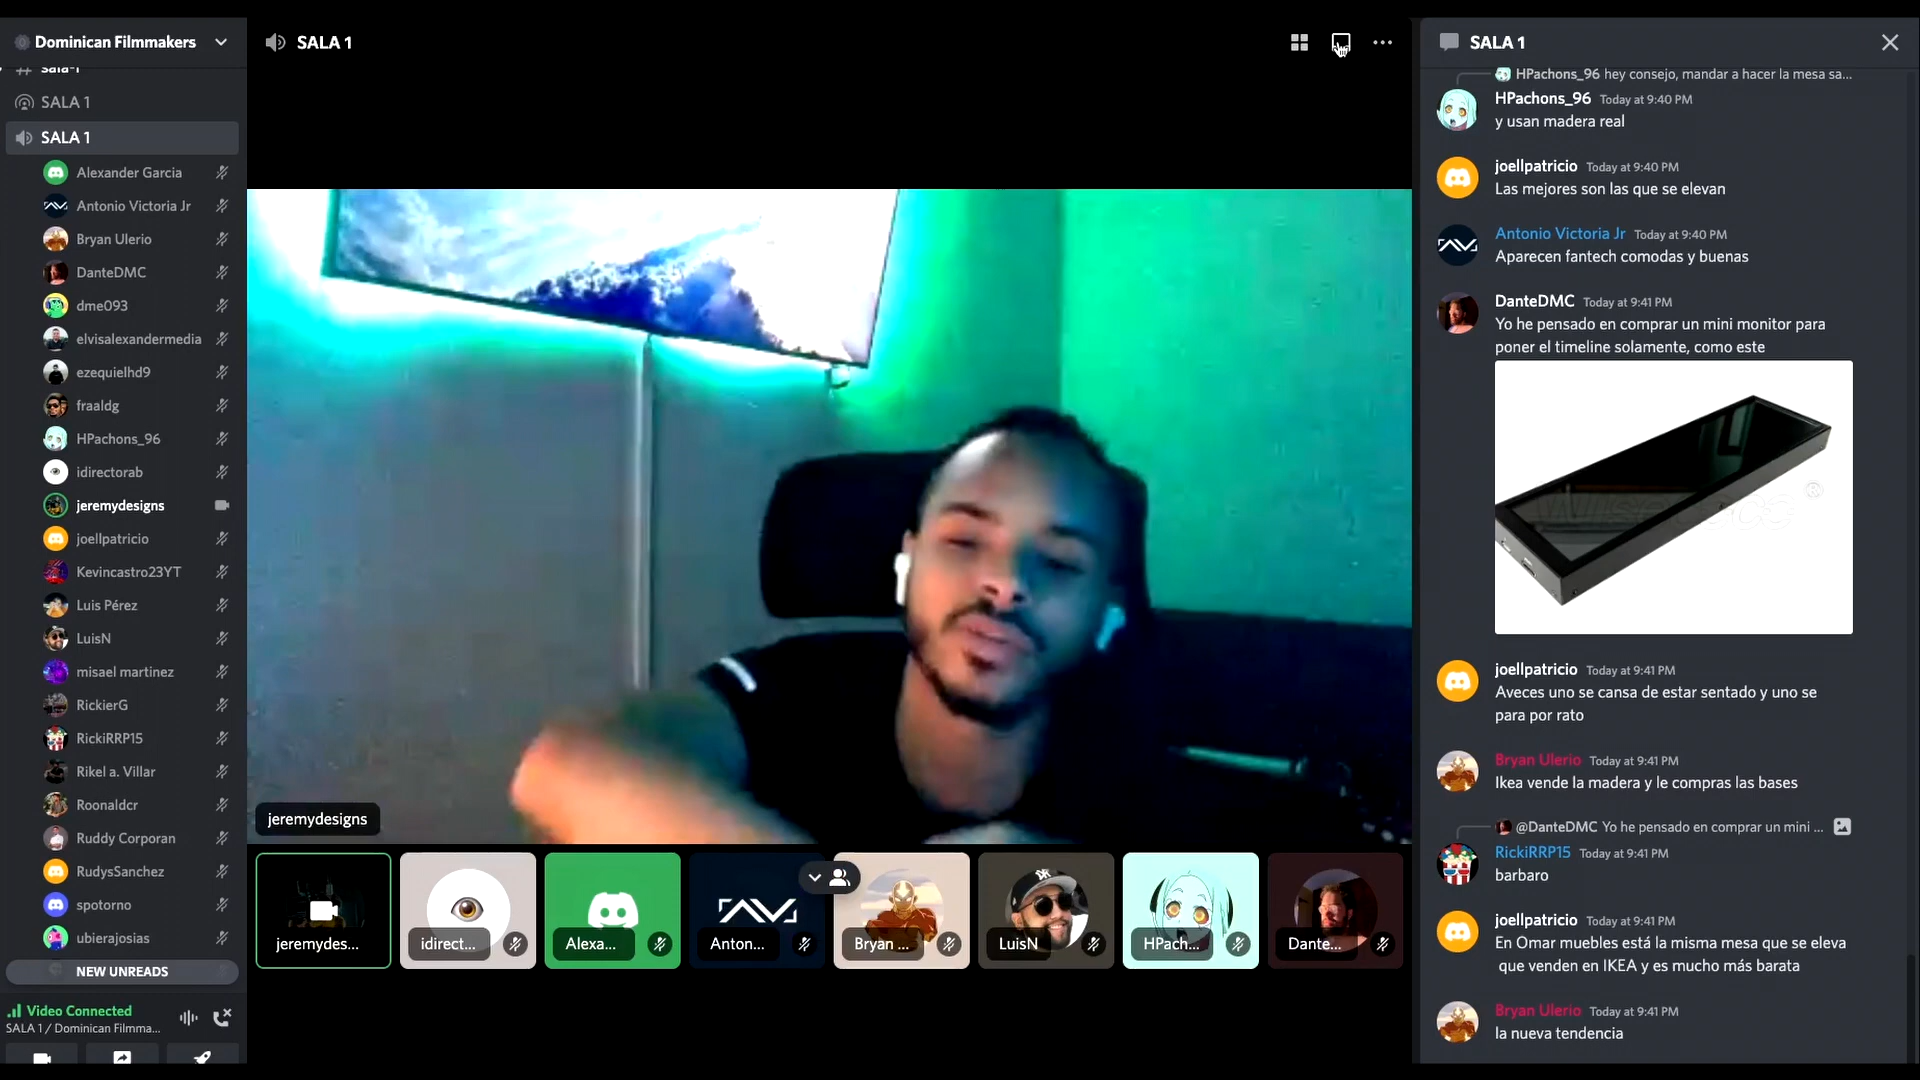 Dominican Filmmakers
sala-1
SALA 1
SALA 1
Alexander Garcia
Antonio Victoria Jr
Bryan Ulerio
DanteDMC
dme093
elvisalexandermedia
ezequielhd9
fraaldg
HPachons_96
idirectorab
jeremydesigns
joellpatricio
Kevincastro23YT
Luis Pérez
LuisN
misael martinez
RickierG
RickiRRP15
Rikel a. Villar
Roonaldcr
Ruddy Corporan
RudysSanchez
spotorno
ubierajosias
NEW UNREADS
Video Connected
SALA 1 / Dominican Filmma...
SALA 1
jeremydesigns
jeremydes...
idirect...
Alexa...
Anton...
Bryan ...
LuisN
HPach...
Dante...
SALA 1
HPachons_96 hey consejo, mandar a hacer la mesa sa...
HPachons_96 Today at 9:40 PM
y usan madera real
joellpatricio Today at 9:40 PM
Las mejores son las que se elevan
Antonio Victoria Jr Today at 9:40 PM
Aparecen fantech comodas y buenas
DanteDMC Today at 9:41 PM
Yo he pensado en comprar un mini monitor para
poner el timeline solamente, como este
joellpatricio Today at 9:41 PM
Aveces uno se cansa de estar sentado y uno se
para por rato
Bryan Ulerio Today at 9:41 PM
Ikea vende la madera y le compras las bases
@DanteDMC Yo he pensado en comprar un mini ...
RickiRRP15 Today at 9:41 PM
barbaro
joellpatricio Today at 9:41 PM
En Omar muebles está la misma mesa que se eleva
que venden en IKEA y es mucho más barata
Bryan Ulerio Today at 9:41 PM
la nueva tendencia